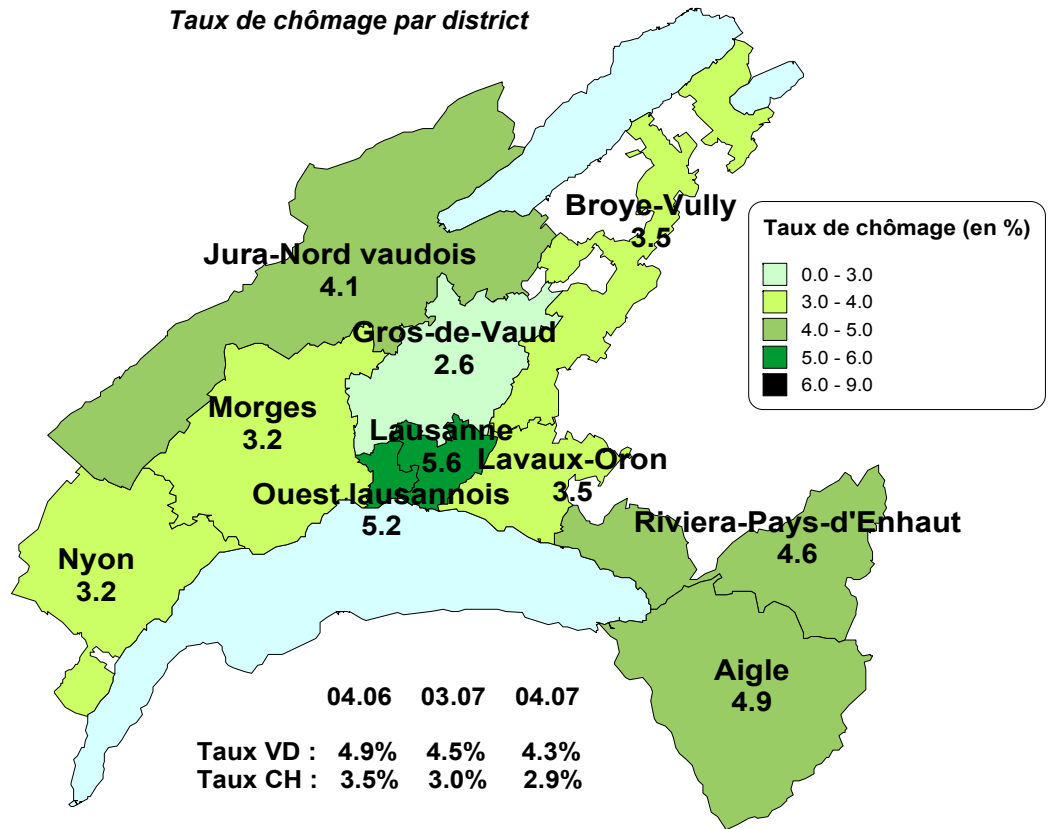 Taux de chômage par district
Broye-Vully
3.5
Taux de chômage (en %)
0.0 - 3.0
3.0 - 4.0
4.0 - 5.0
5.0 - 6.0
6.0 - 9.0
Jura-Nord vaudois
4.1
Gros-de-Vaud
2.6
Morges
3.2
Lausanne
5.6
Lavaux-Oron
3.5
Ouest lausannois
5.2
Riviera-Pays-d'Enhaut
4.6
Nyon
3.2
Aigle
4.9
04.06 03.07 04.07
Taux VD : 4.9% 4.5% 4.3%
Taux CH : 3.5% 3.0% 2.9%